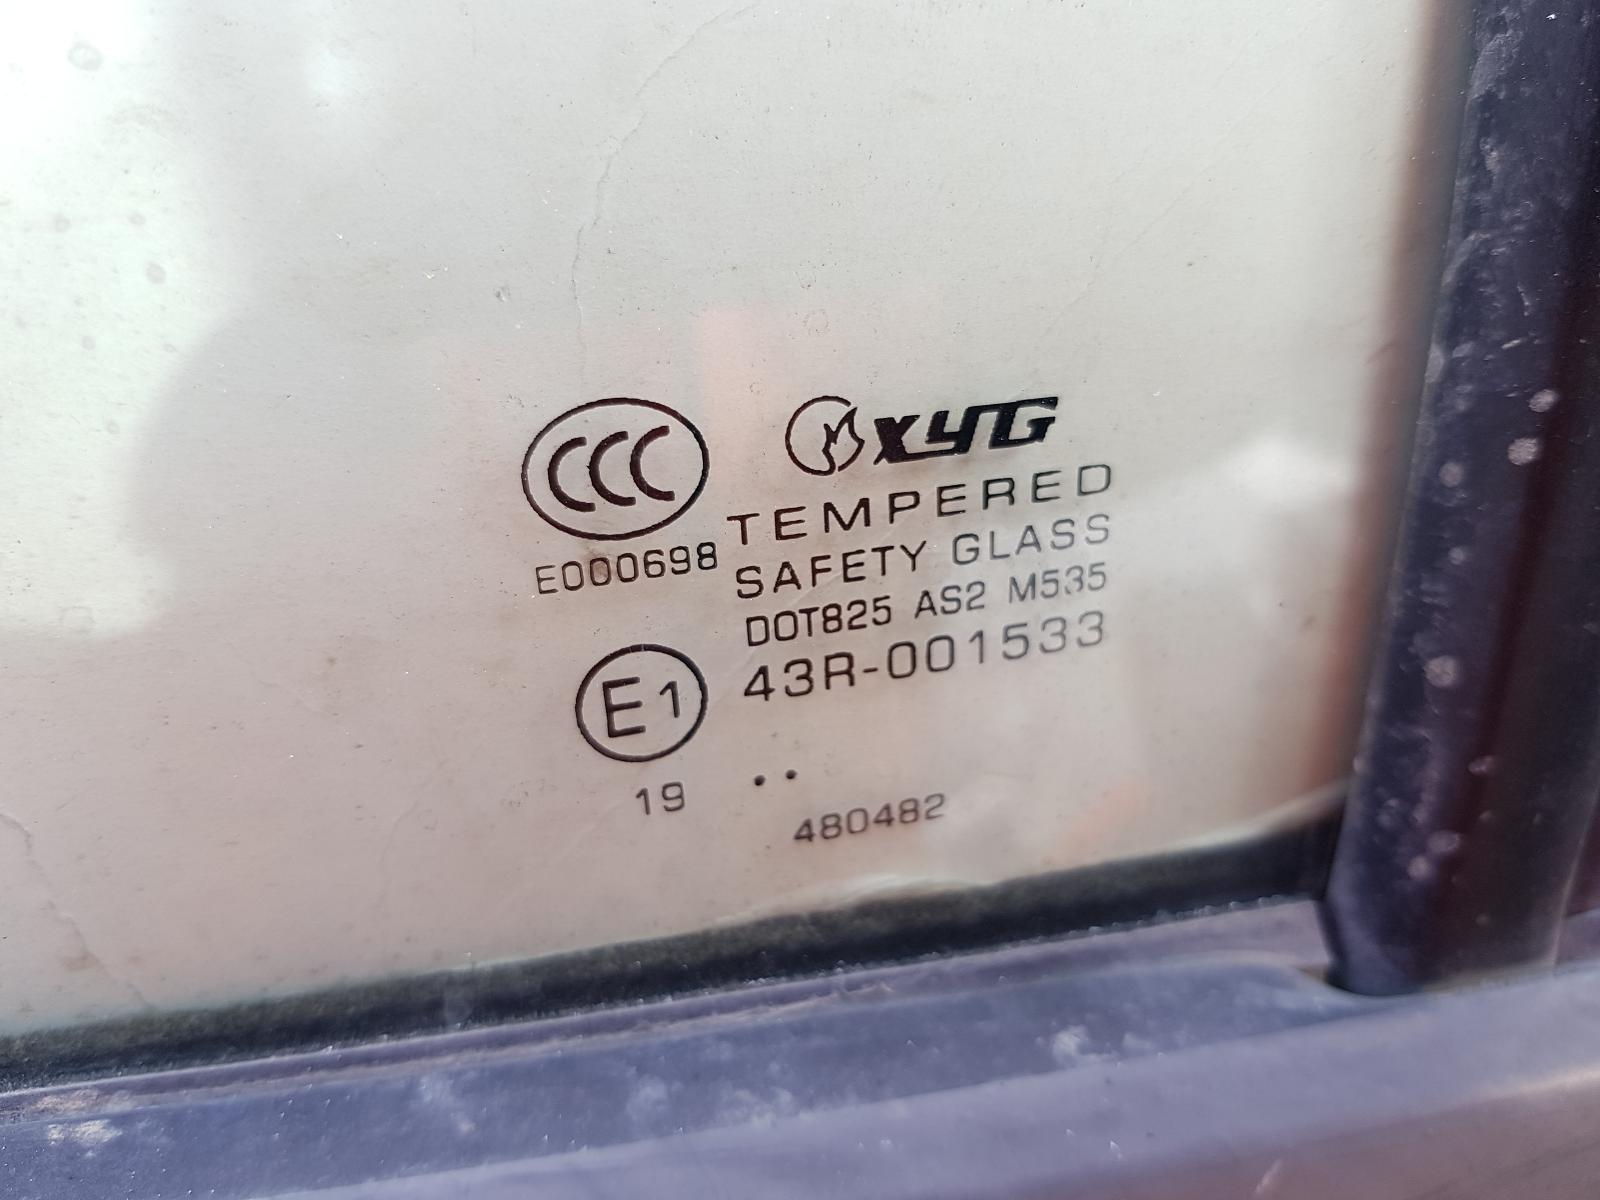 CCC
E000698
XYG
TEMPERED
SAFETY GLASS
DOT825 AS2 M535
E1
43R-001533
19 ..
480482